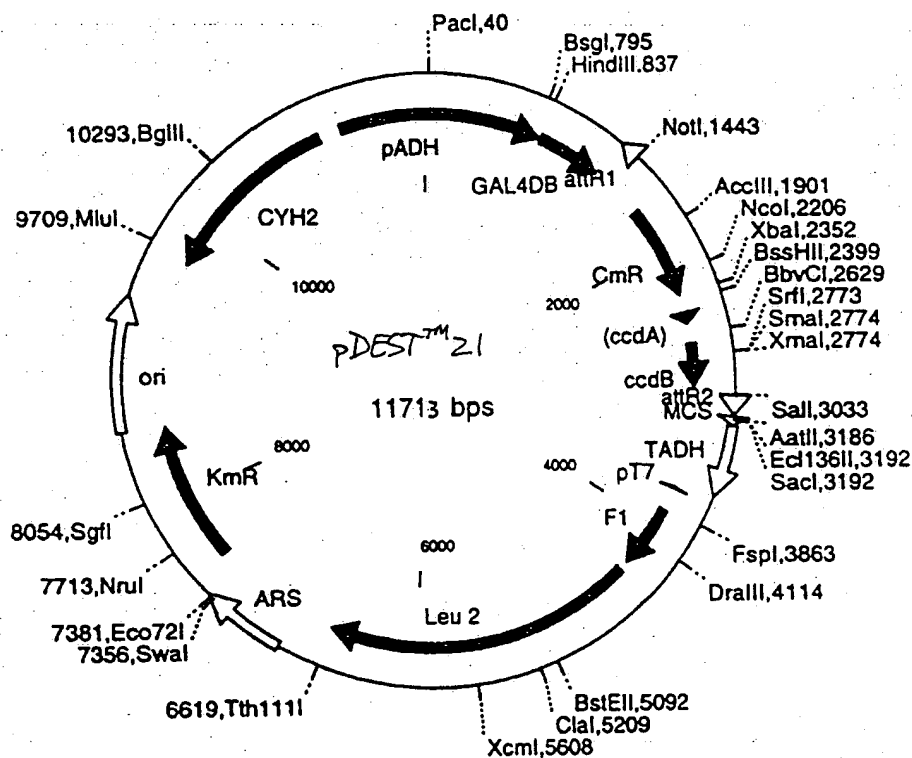 PacI,40
BsgI,795
HindIII.837
NotI,1443
10293,BglII
pADH
GAL4DB
attR1
AccIII,1901
NcoI,2206
XbaI,2352
BssHII,2399
BbvCI,2629
SrfI,2773
SmaI,2774
XmaI,2774
9709,MluI
CYH2
10000
2000
CmR
(ccdA)
pDEST™21
ccdB
attR2
MCS
ori
11713 bps
SalI,3033
AatII,3186
Ecl136II,3192
SacI,3192
TADH
8000
4000
pT7
KmR
F1
8054,SgfI
FspI,3863
7713,NruI
6000
DraIII,4114
ARS
Leu 2
7381,Eco72I
7356,SwaI
6619,Tth111I
BstEII,5092
ClaI,5209
XcmI,5608